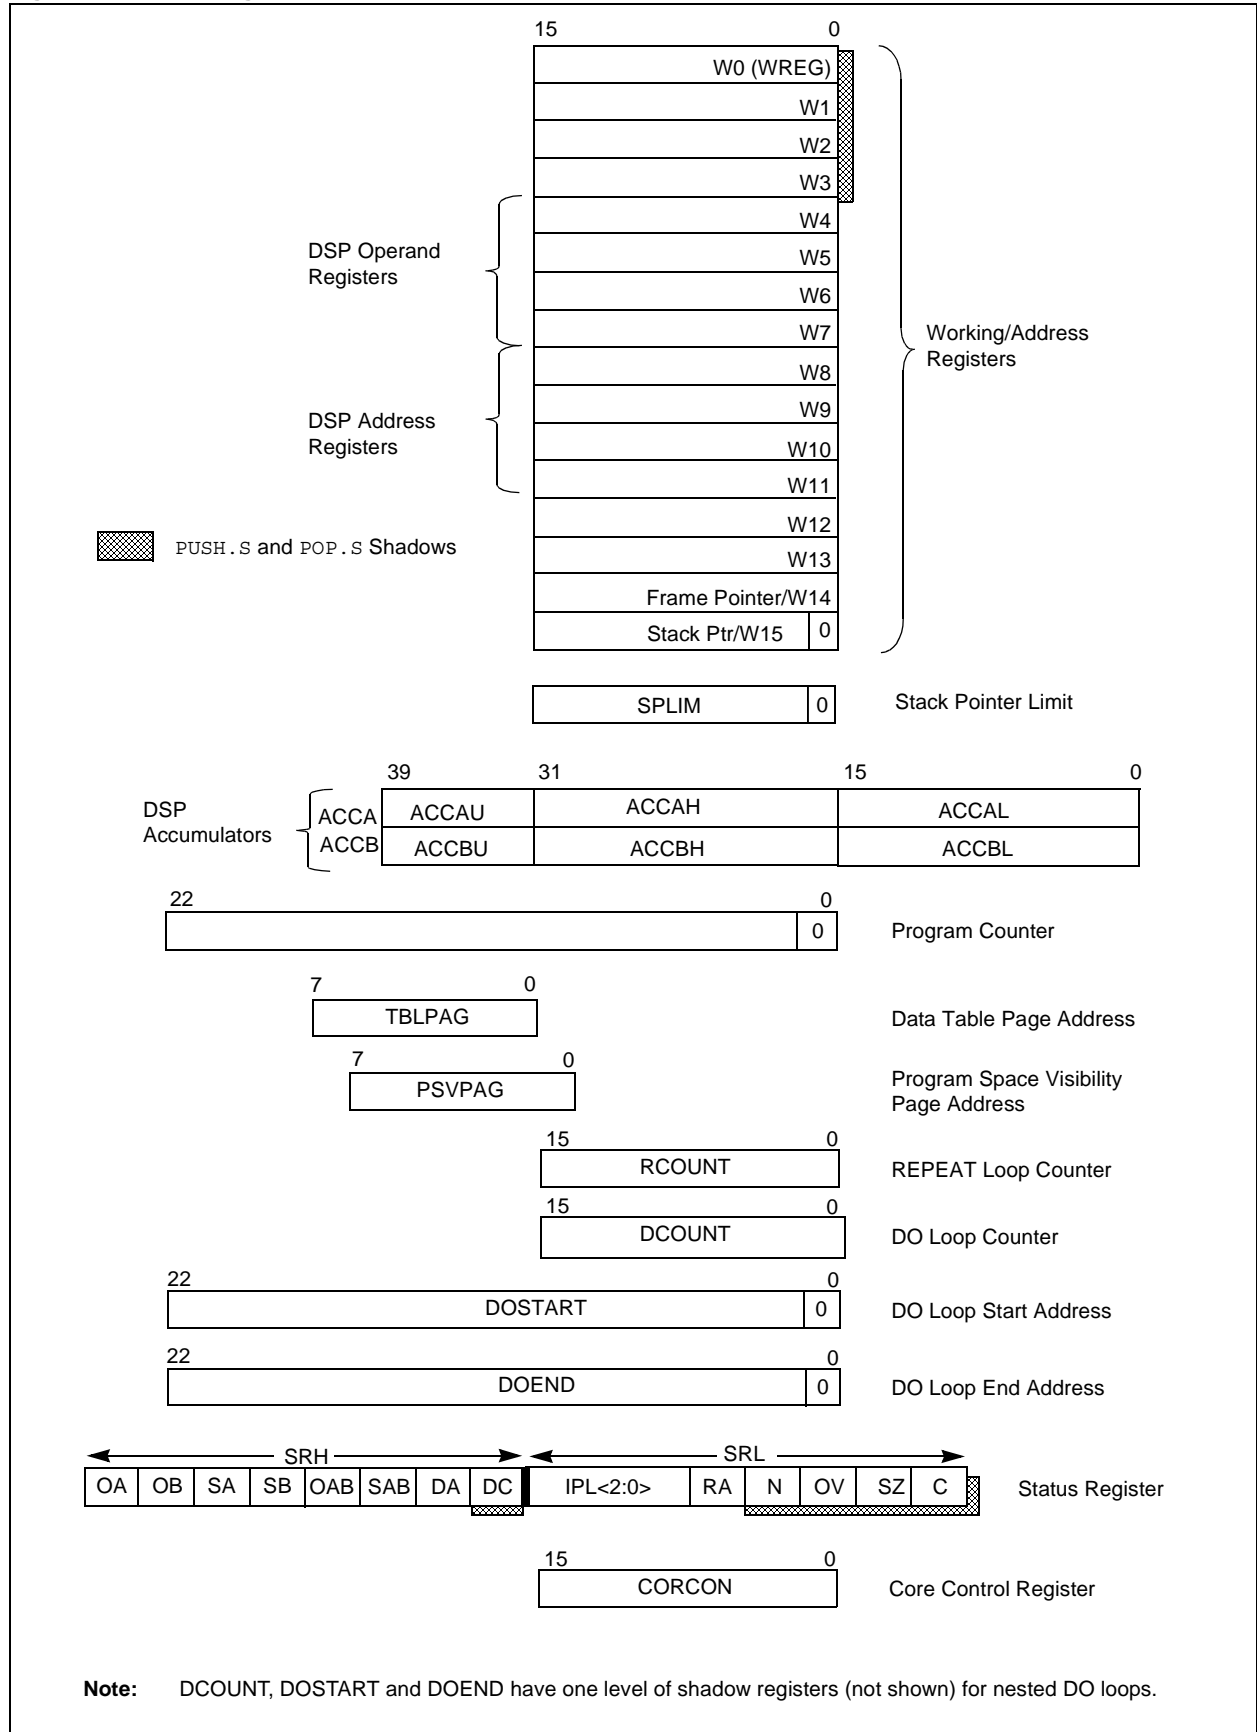 15 0
W0 (WREG)
W1
W2
W3
W4
DSP Operand
Registers
W5
W6
W7
Working/Address
Registers
W8
W9
DSP Address
Registers
W10
W11
W12
PUSH.S and POP.S Shadows
W13
Frame Pointer/W14
Stack Ptr/W15 0
SPLIM 0 Stack Pointer Limit
39 31 15 0
DSP
Accumulators
ACCA ACCAU ACCAH ACCAL
ACCB ACCBU ACCBH ACCBL
22 0
0 Program Counter
7 0
TBLPAG Data Table Page Address
7 0
PSVPAG Program Space Visibility
Page Address
15 0
RCOUNT REPEAT Loop Counter
15 0
DCOUNT DO Loop Counter
22 0
DOSTART 0 DO Loop Start Address
22 0
DOEND 0 DO Loop End Address
SRH SRL
OA OB SA SB OAB SAB DA DC IPL<2:0> RA N OV SZ C Status Register
15 0
CORCON Core Control Register
Note: DCOUNT, DOSTART and DOEND have one level of shadow registers (not shown) for nested DO loops.